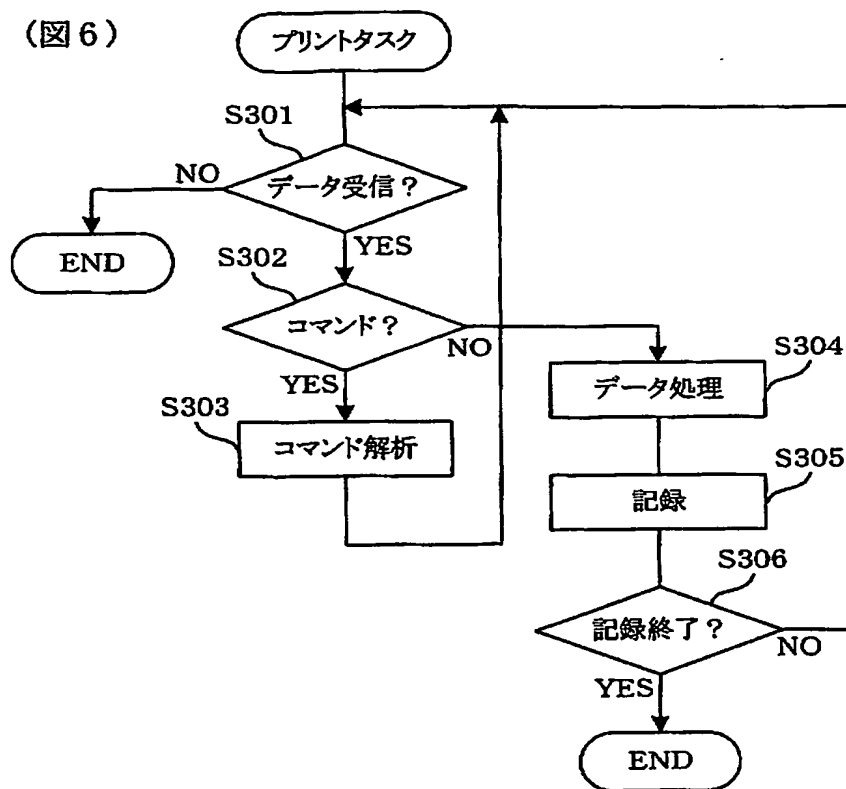 (図6)
プリントタスク
S301
データ受信?
NO
END
YES
S302
コマンド?
NO
YES
S303
コマンド解析
S304
データ処理
S305
記録
S306
記録終了?
NO
YES
END